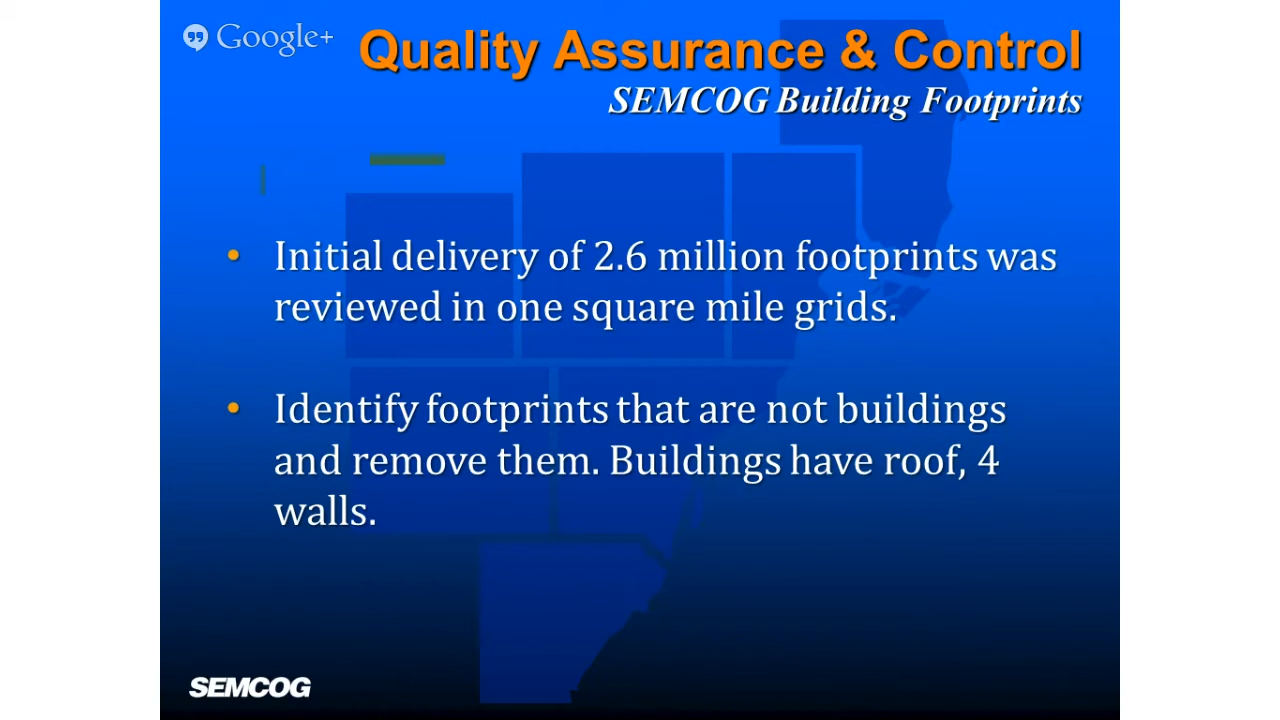 Google+
Quality Assurance & Control
SEMCOG Building Footprints
• Initial delivery of 2.6 million footprints was
reviewed in one square mile grids.
• Identify footprints that are not buildings
and remove them. Buildings have roof, 4
walls.
SEMCOG